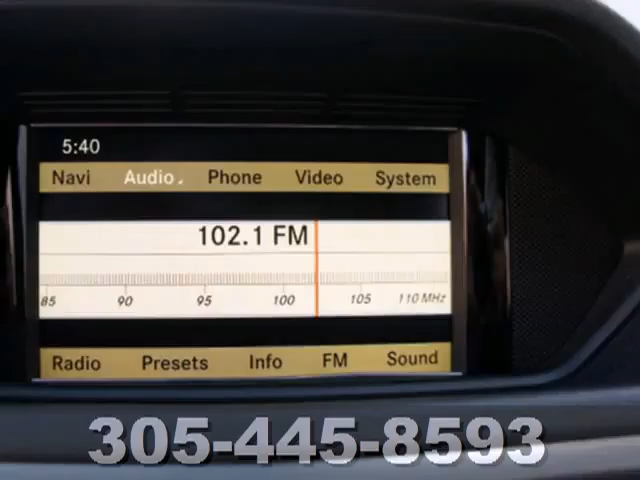 5:40
Navi Audio Phone Video System
102.1 FM
85 90 95 100 105 110 MHz
Radio Presets Info FM Sound
305-445-8593